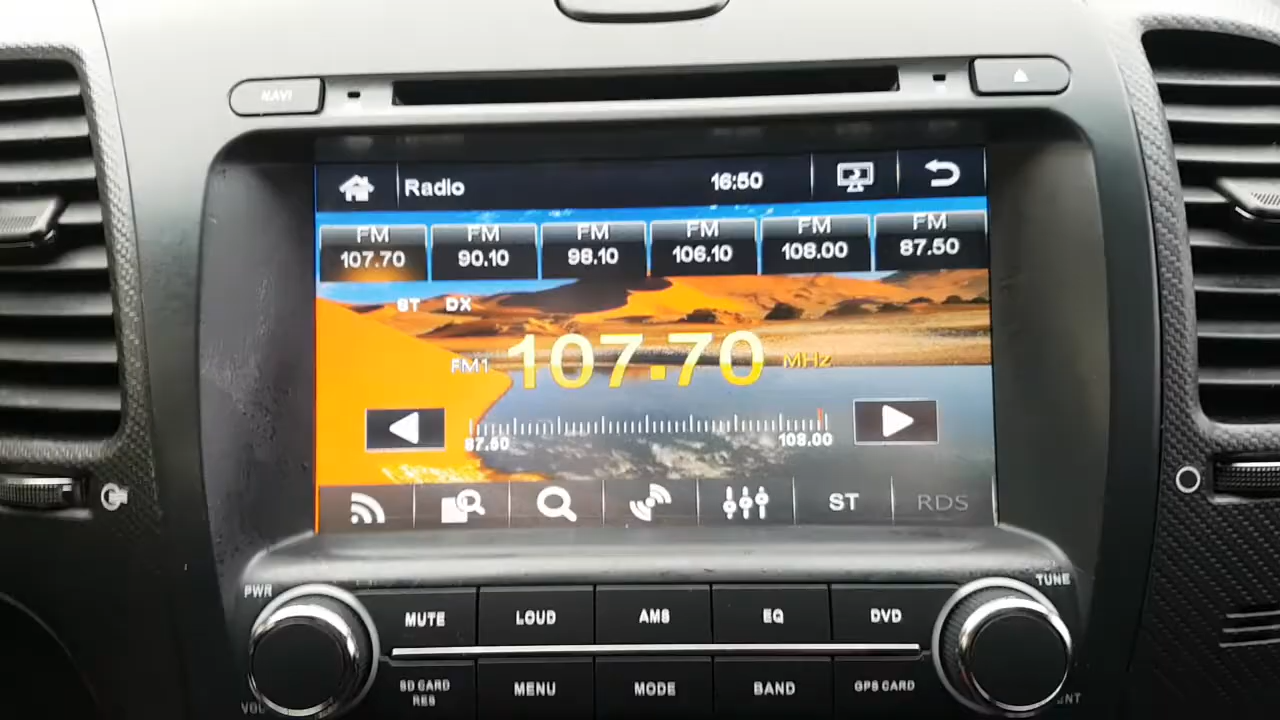 NAVI
Radio 16:50
FM FM FM FM FM FM
107.70 90.10 98.10 106.10 108.00 87.50
ST DX
FM1 107.70 MHz
87.50 108.00
ST RDS
PWR TUNE
MUTE LOUD AMS EQ DVD
SD CARD MENU MODE BAND GPS CARD
RES